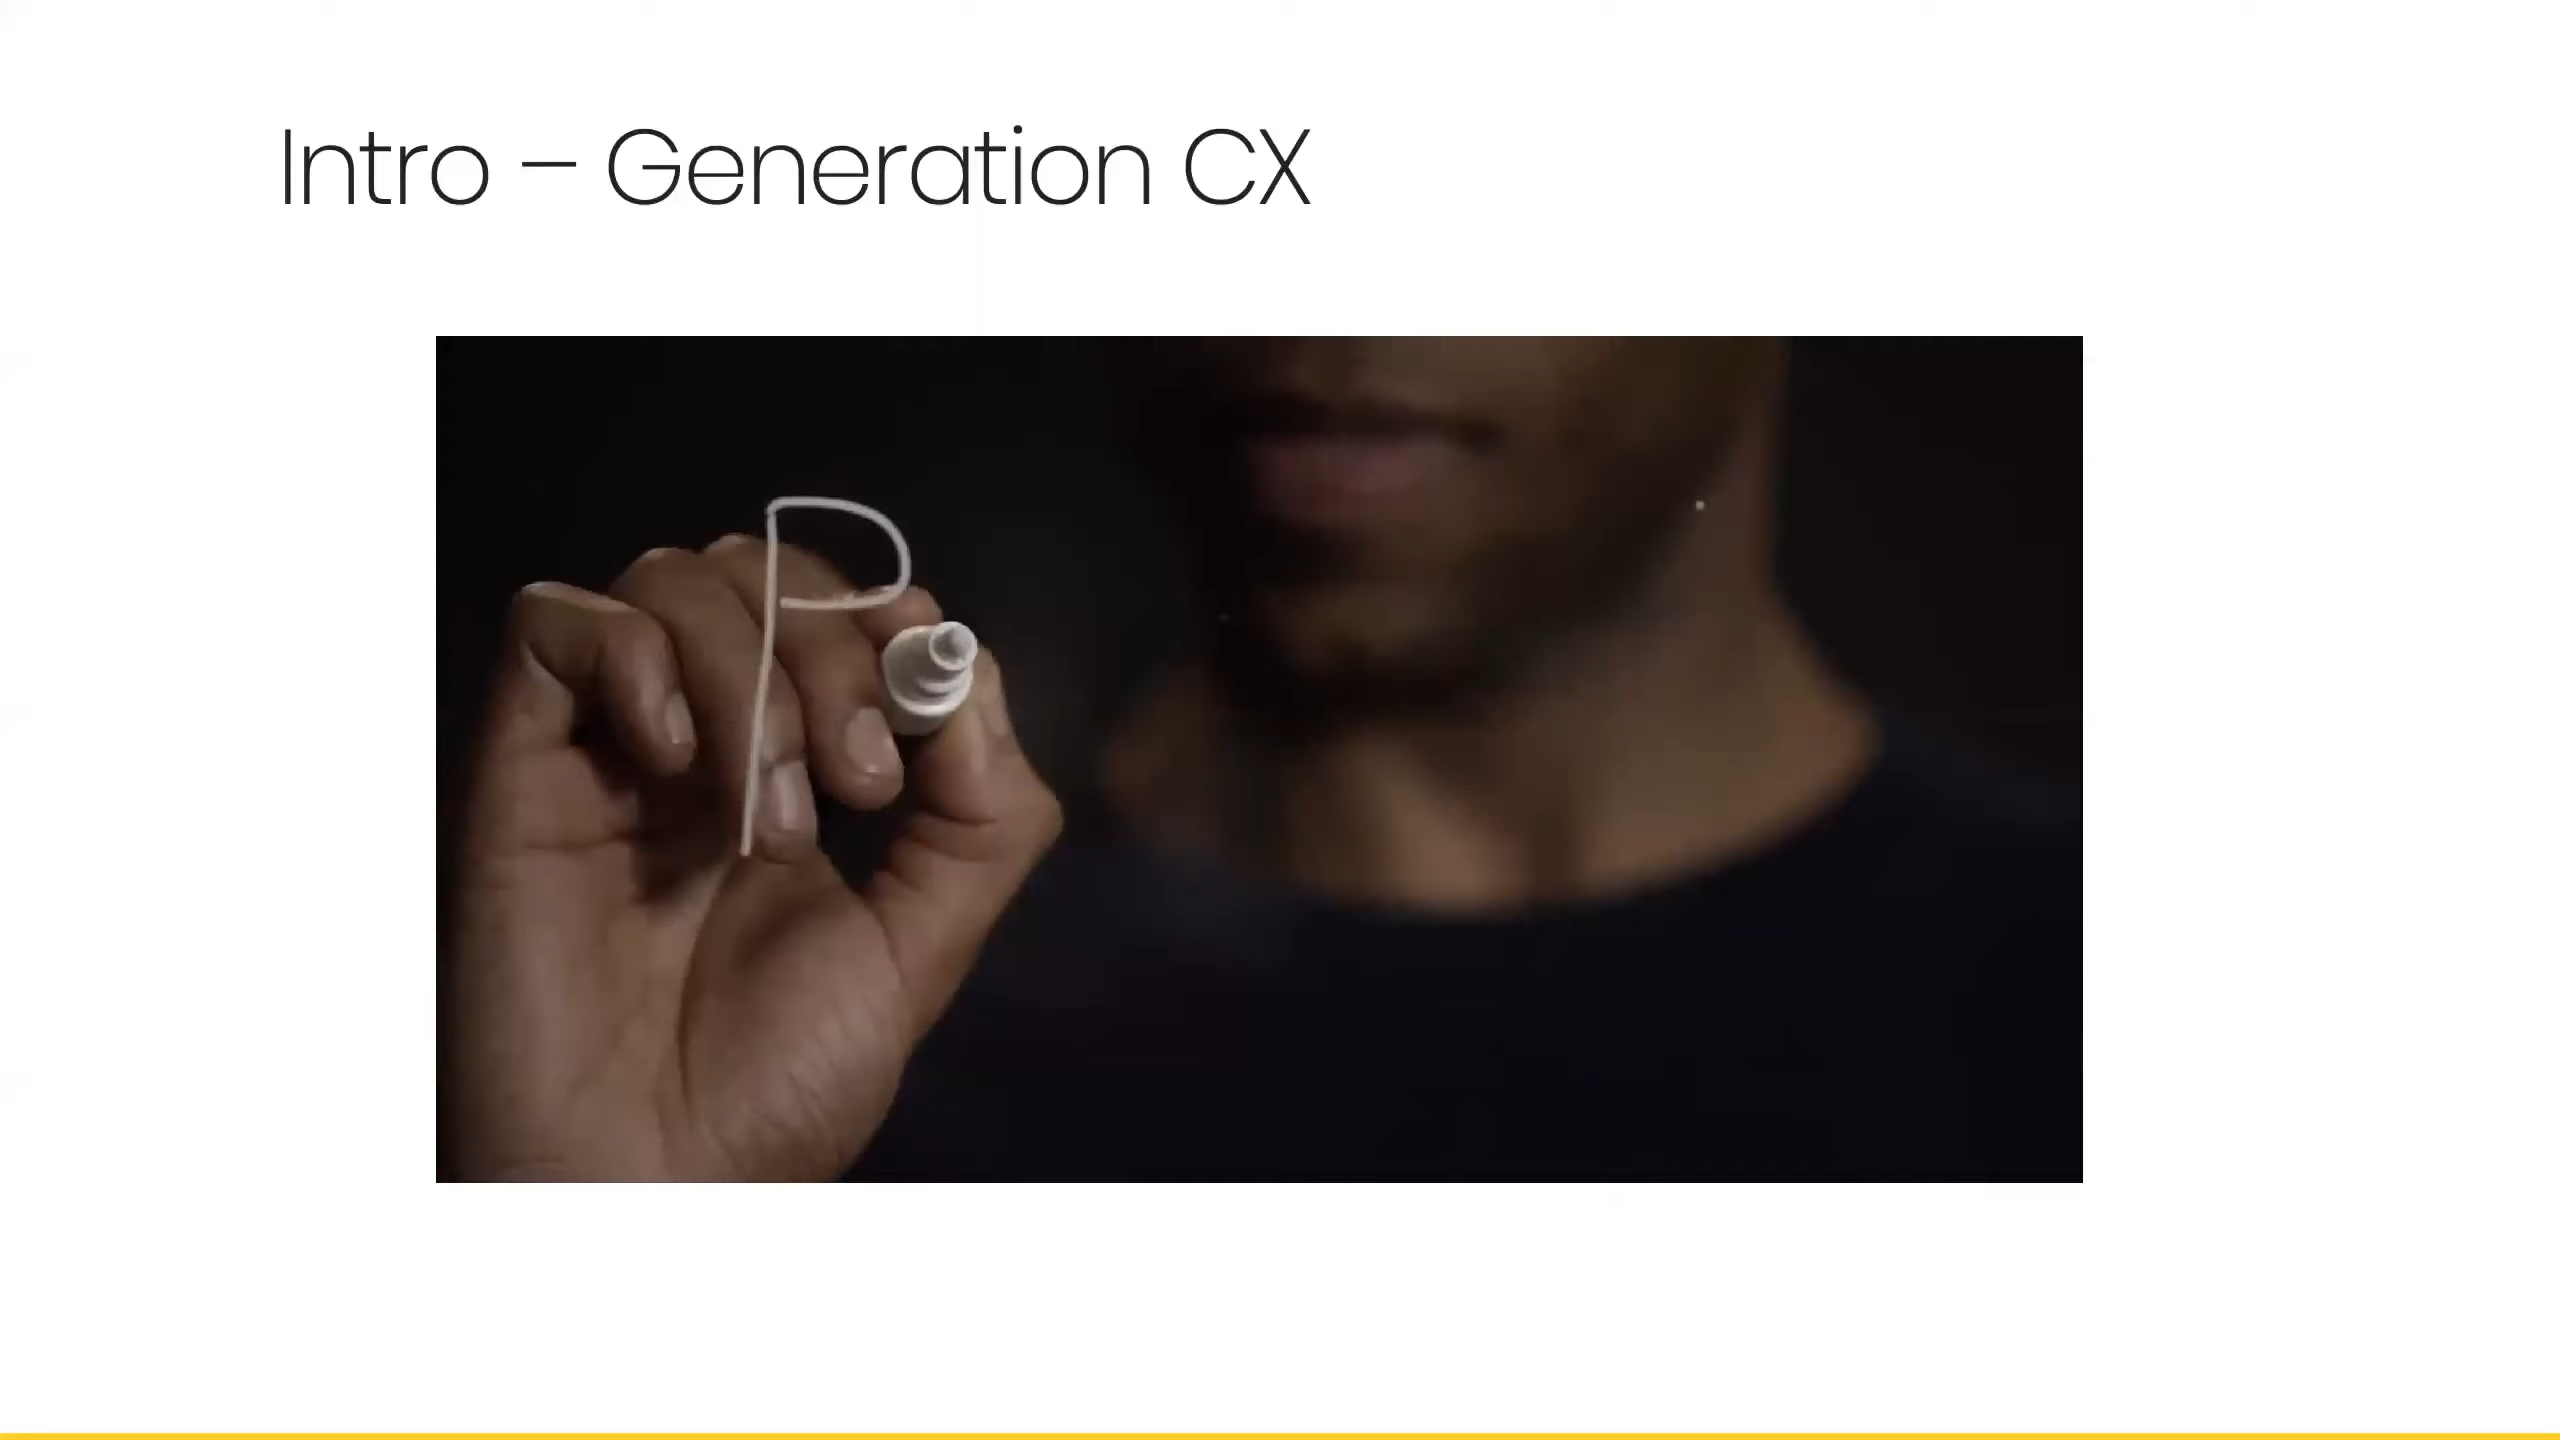 Intro – Generation CX
P